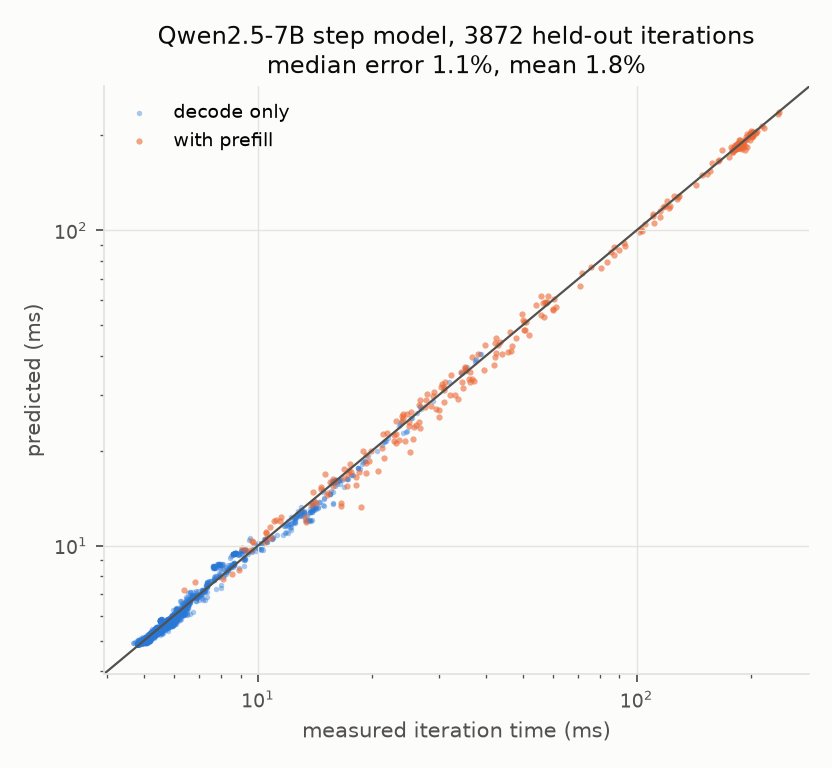 Qwen2.5-7B step model, 3872 held-out iterations
median error 1.1%, mean 1.8%
decode only
with prefill
predicted (ms)
10²
10¹
10¹ 10²
measured iteration time (ms)